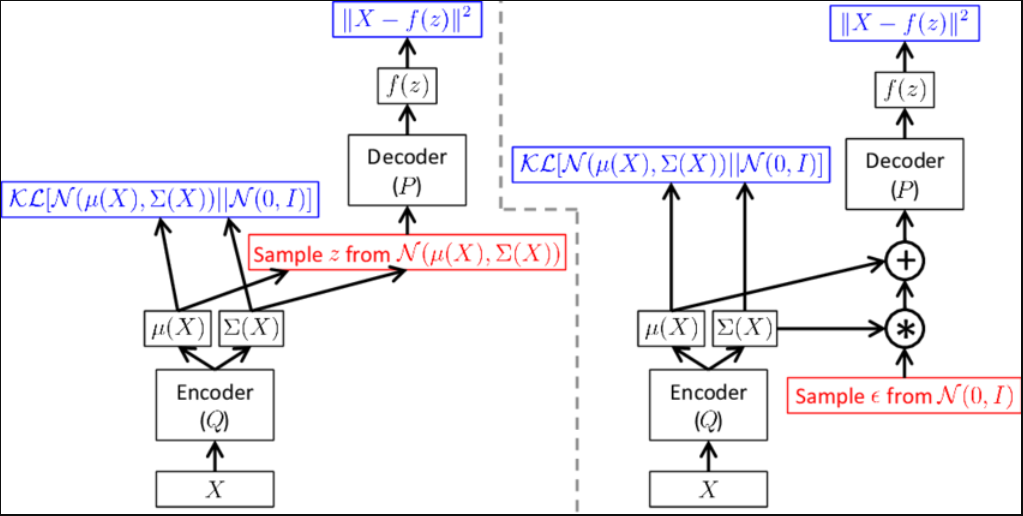 ‖X − f(z)‖²
f(z)
Decoder
(P)
𝒦ℒ[𝒩(μ(X), Σ(X))||𝒩(0, I)]
Sample z from 𝒩(μ(X), Σ(X))
μ(X)
Σ(X)
Encoder
(Q)
X
‖X − f(z)‖²
f(z)
Decoder
(P)
𝒦ℒ[𝒩(μ(X), Σ(X))||𝒩(0, I)]
+
μ(X)
Σ(X)
*
Sample ϵ from 𝒩(0, I)
Encoder
(Q)
X